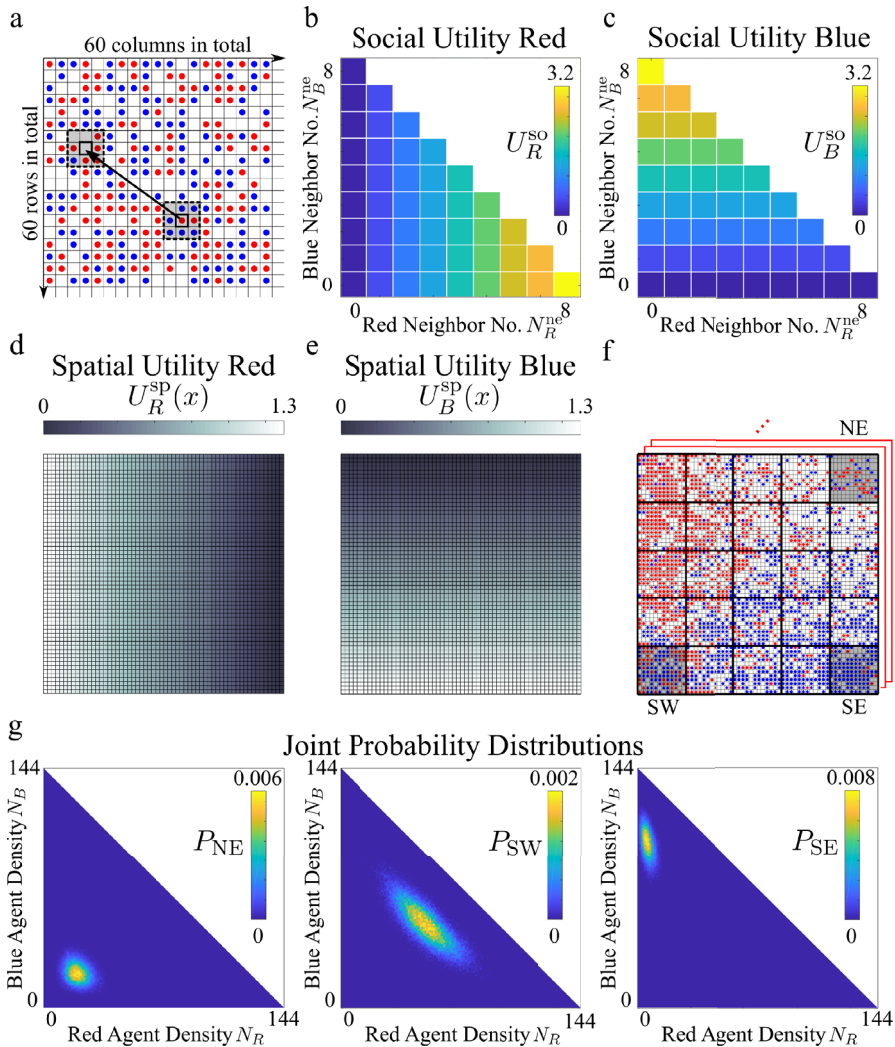 a
60 columns in total
60 rows in total
b
Social Utility Red
Blue Neighbor No. N_B^ne
8
0
3.2
U_R^so
0
0
8
Red Neighbor No. N_R^ne
c
Social Utility Blue
Blue Neighbor No. N_B^ne
8
0
3.2
U_B^so
0
0
8
Red Neighbor No. N_R^ne
d
Spatial Utility Red
U_R^sp(x)
0
1.3
e
Spatial Utility Blue
U_B^sp(x)
0
1.3
f
NE
SW
SE
g
Joint Probability Distributions
144
Blue Agent Density N_B
0
0.006
P_NE
0
0
144
Red Agent Density N_R
144
Blue Agent Density N_B
0
0.002
P_SW
0
0
144
Red Agent Density N_R
144
Blue Agent Density N_B
0
0.008
P_SE
0
0
144
Red Agent Density N_R